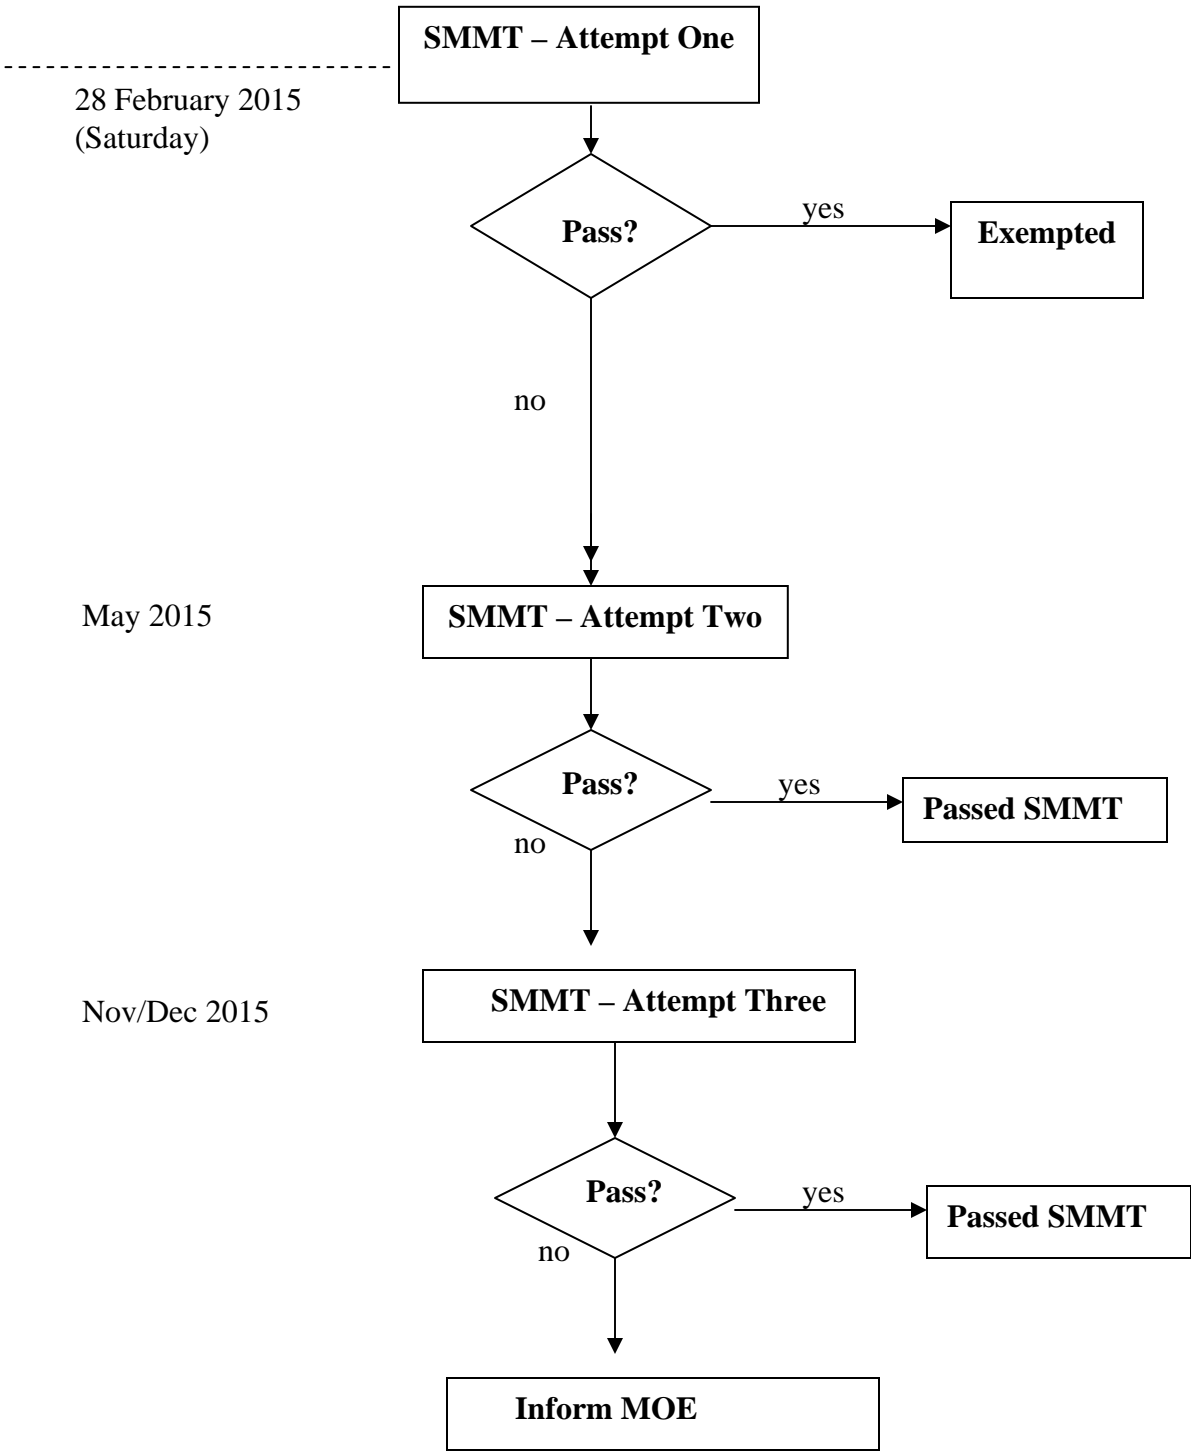 SMMT – Attempt One
28 February 2015
(Saturday)
Pass?
yes
Exempted
no
May 2015
SMMT – Attempt Two
Pass?
yes
Passed SMMT
no
Nov/Dec 2015
SMMT – Attempt Three
Pass?
yes
Passed SMMT
no
Inform MOE